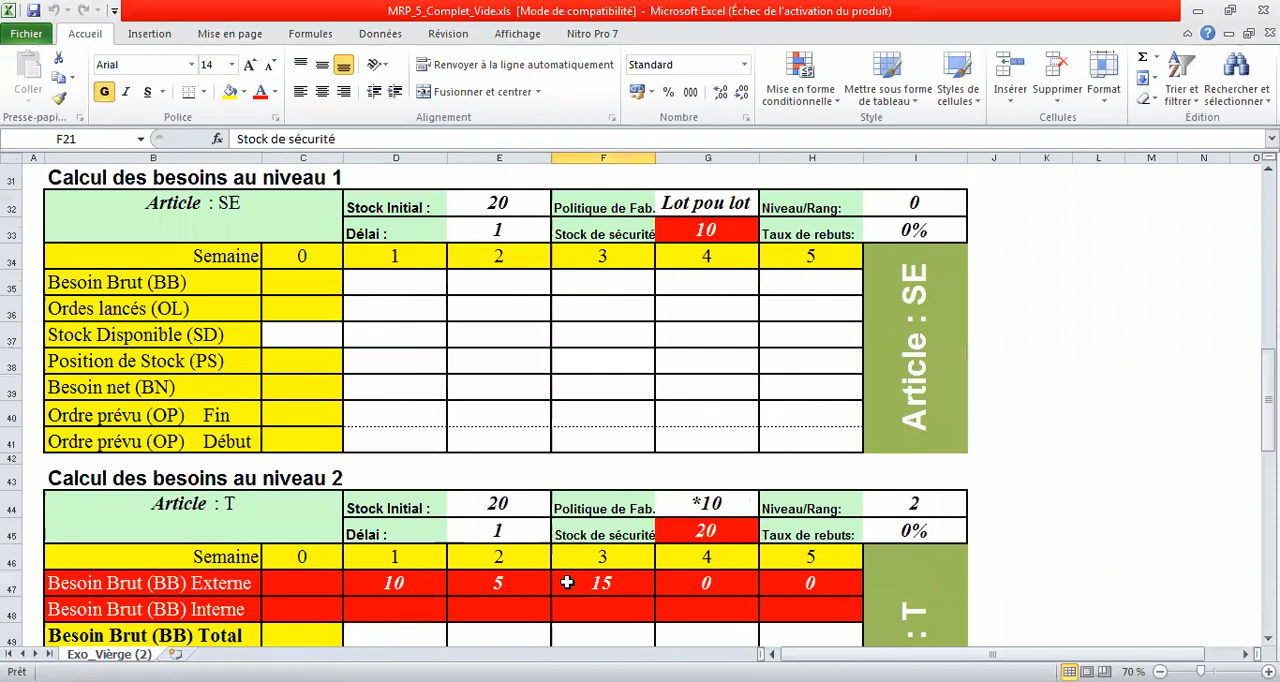 MRP_5_Complet_Vide.xls [Mode de compatibilité] - Microsoft Excel (Échec de l'activation du produit)
Fichier Accueil Insertion Mise en page Formules Données Révision Affichage Nitro Pro 7
Coller Arial 14 Renvoyer à la ligne automatiquement Standard
G I S Fusionner et centrer % 000 Mise en forme conditionnelle Mettre sous forme de tableau Styles de cellules Insérer Supprimer Format Trier et filtrer Rechercher et sélectionner
Presse-papi... Police Alignement Nombre Style Cellules Édition
F21 fx Stock de sécurité
A B C D E F G H I J K L M N O
31 Calcul des besoins au niveau 1
32 Article : SE Stock Initial : 20 Politique de Fab. Lot pou lot Niveau/Rang: 0
33 Délai : 1 Stock de sécurité 10 Taux de rebuts: 0%
34 Semaine 0 1 2 3 4 5
35 Besoin Brut (BB)
36 Ordes lancés (OL)
37 Stock Disponible (SD)
38 Position de Stock (PS)
39 Besoin net (BN)
40 Ordre prévu (OP) Fin
41 Ordre prévu (OP) Début
Article : SE
42
43 Calcul des besoins au niveau 2
44 Article : T Stock Initial : 20 Politique de Fab. *10 Niveau/Rang: 2
45 Délai : 1 Stock de sécurité 20 Taux de rebuts: 0%
46 Semaine 0 1 2 3 4 5
47 Besoin Brut (BB) Externe 10 5 15 0 0
48 Besoin Brut (BB) Interne
49 Besoin Brut (BB) Total
: T
Exo_Vièrge (2)
Prêt 70 %